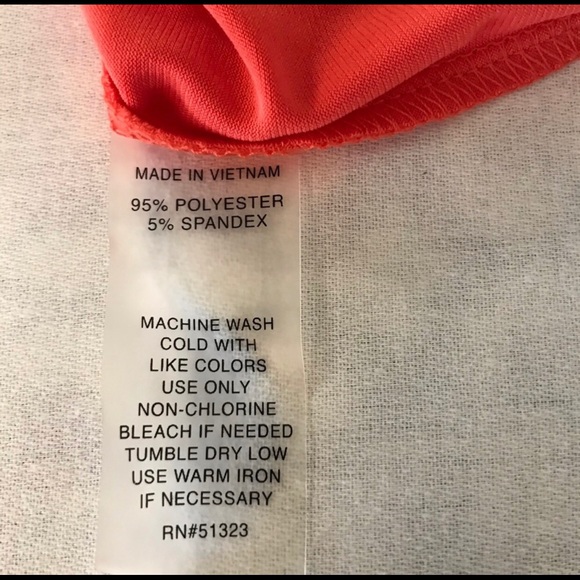 MADE IN VIETNAM
95% POLYESTER
5% SPANDEX
MACHINE WASH
COLD WITH
LIKE COLORS
USE ONLY
NON-CHLORINE
BLEACH IF NEEDED
TUMBLE DRY LOW
USE WARM IRON
IF NECESSARY
RN#51323